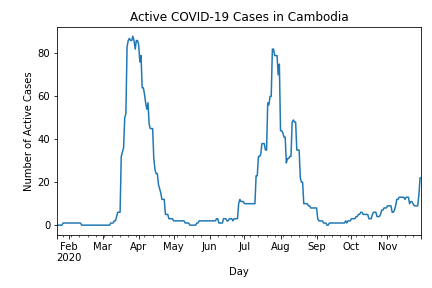 Active COVID-19 Cases in Cambodia
Number of Active Cases
80
60
40
20
0
Feb Mar Apr May Jun Jul Aug Sep Oct Nov
2020
Day